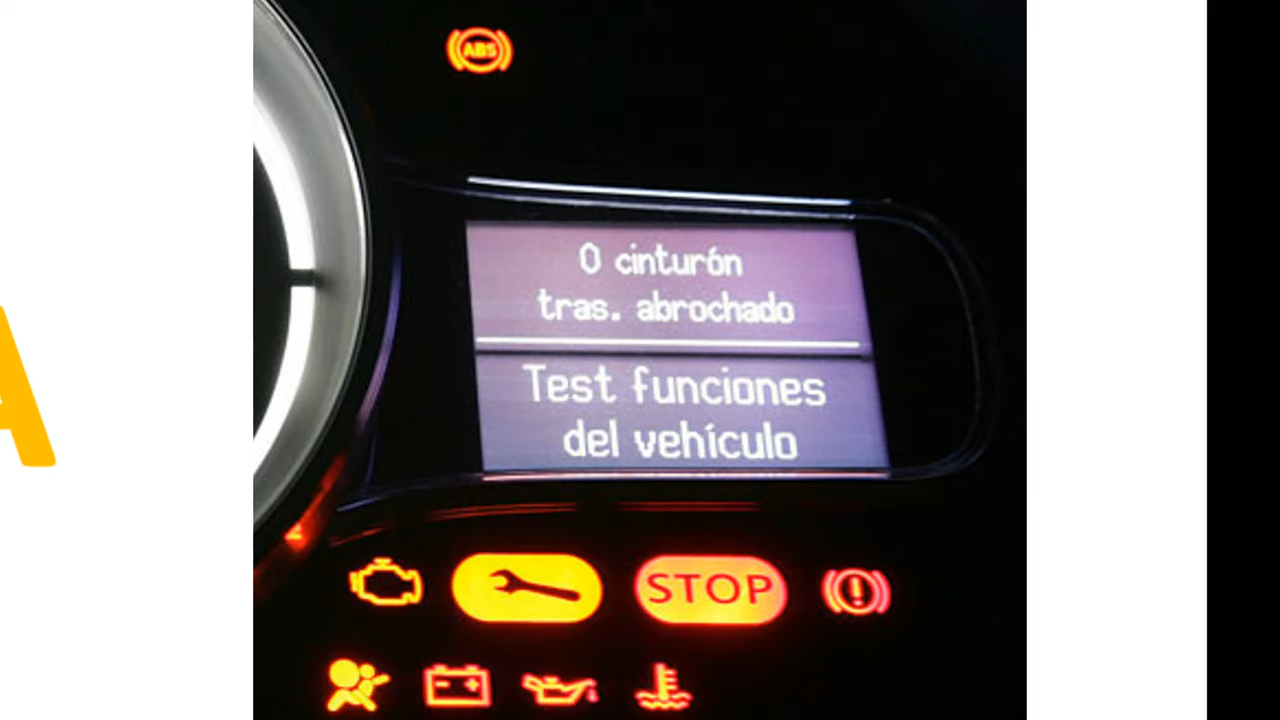 A
ABS
0 cinturón
tras. abrochado
Test funciones
del vehículo
STOP